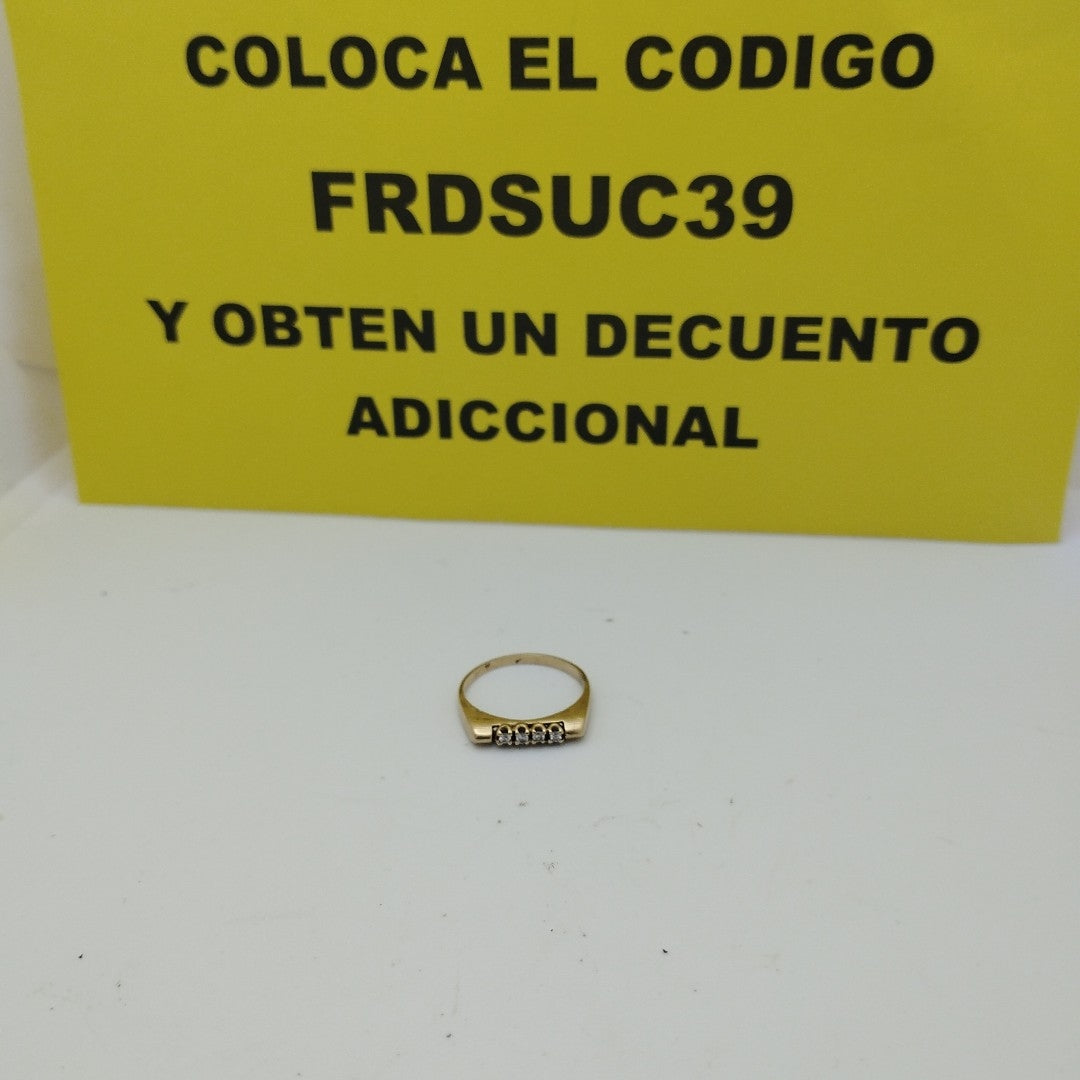 COLOCA EL CODIGO
FRDSUC39
Y OBTEN UN DECUENTO
ADICCIONAL